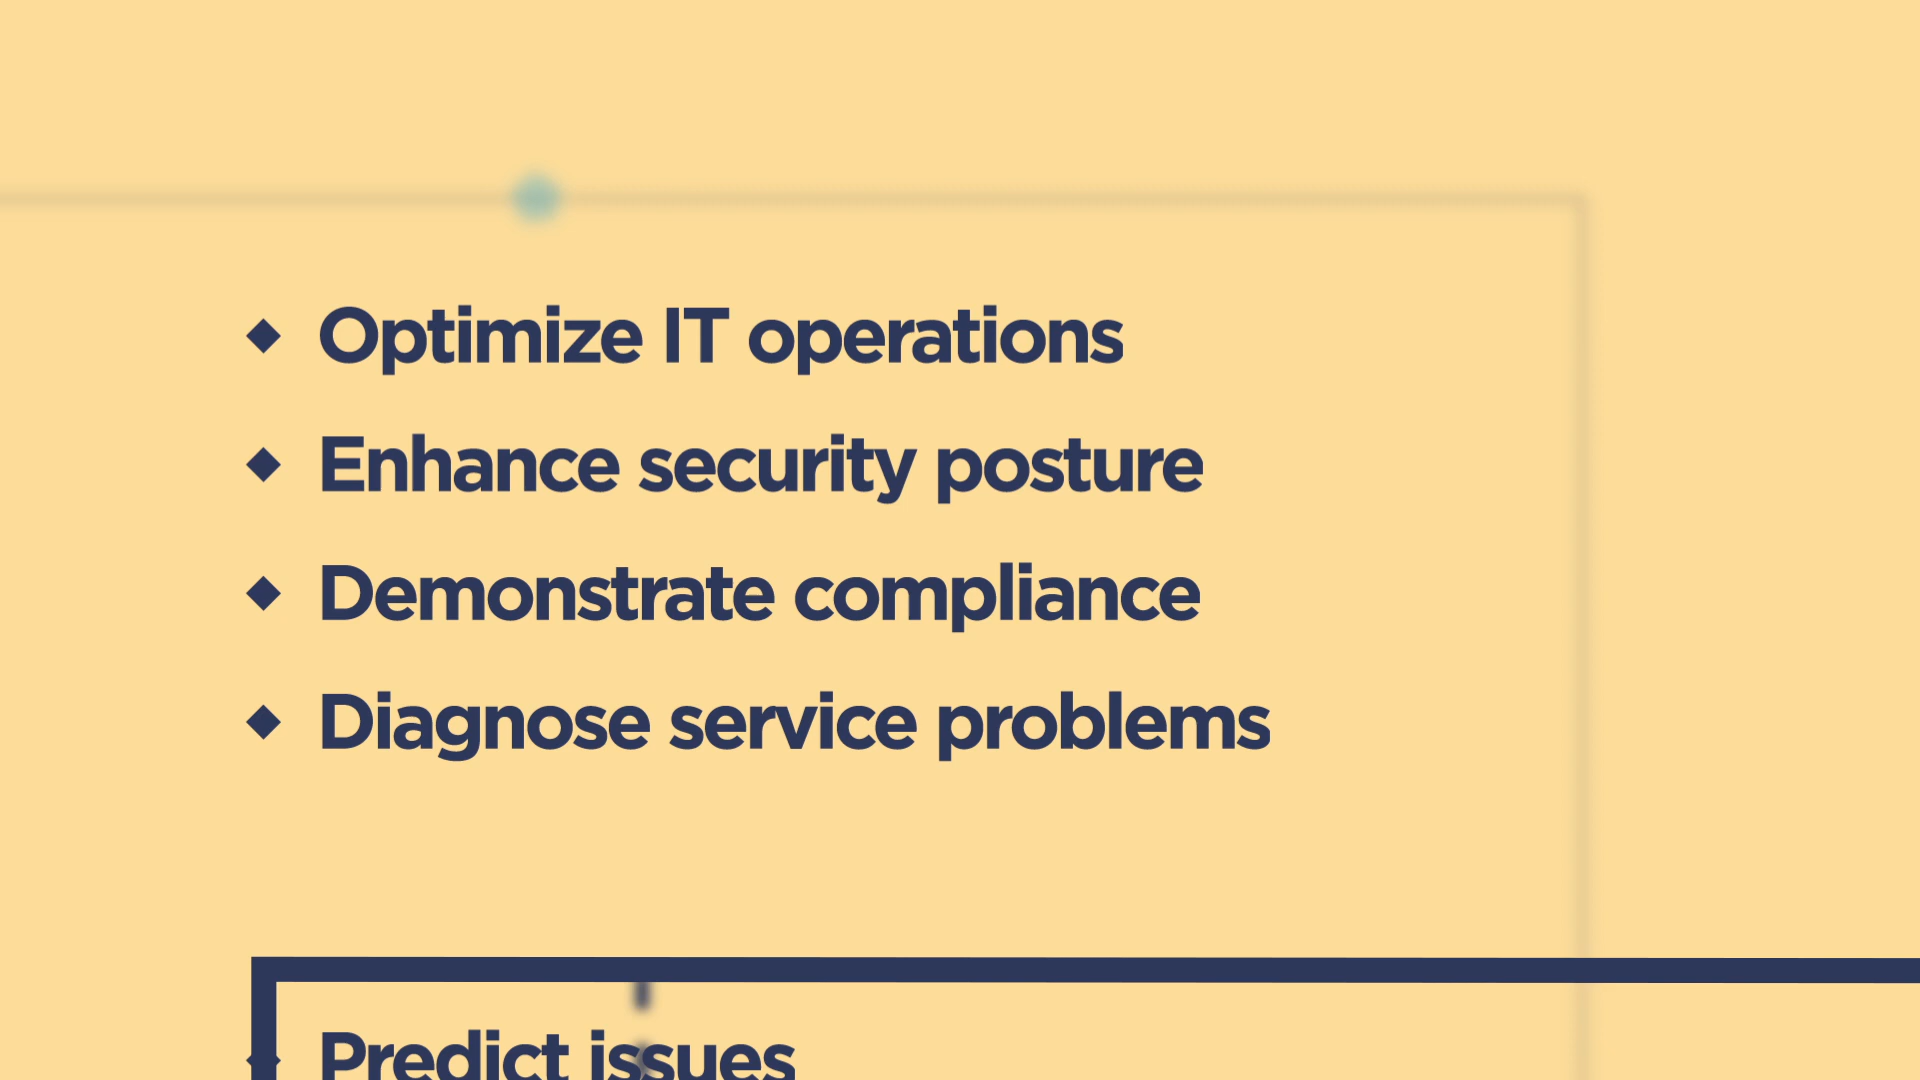 Optimize IT operations
Enhance security posture
Demonstrate compliance
Diagnose service problems
Predict issues